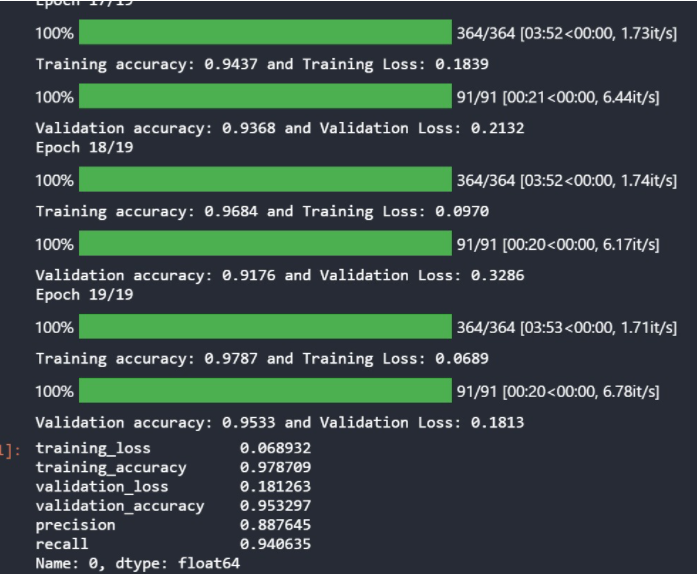 Epoch 17/19
100% 364/364 [03:52<00:00, 1.73it/s]
Training accuracy: 0.9437 and Training Loss: 0.1839
100% 91/91 [00:21<00:00, 6.44it/s]
Validation accuracy: 0.9368 and Validation Loss: 0.2132
Epoch 18/19
100% 364/364 [03:52<00:00, 1.74it/s]
Training accuracy: 0.9684 and Training Loss: 0.0970
100% 91/91 [00:20<00:00, 6.17it/s]
Validation accuracy: 0.9176 and Validation Loss: 0.3286
Epoch 19/19
100% 364/364 [03:53<00:00, 1.71it/s]
Training accuracy: 0.9787 and Training Loss: 0.0689
100% 91/91 [00:20<00:00, 6.78it/s]
Validation accuracy: 0.9533 and Validation Loss: 0.1813
]: training_loss 0.068932
training_accuracy 0.978709
validation_loss 0.181263
validation_accuracy 0.953297
precision 0.887645
recall 0.940635
Name: 0, dtype: float64